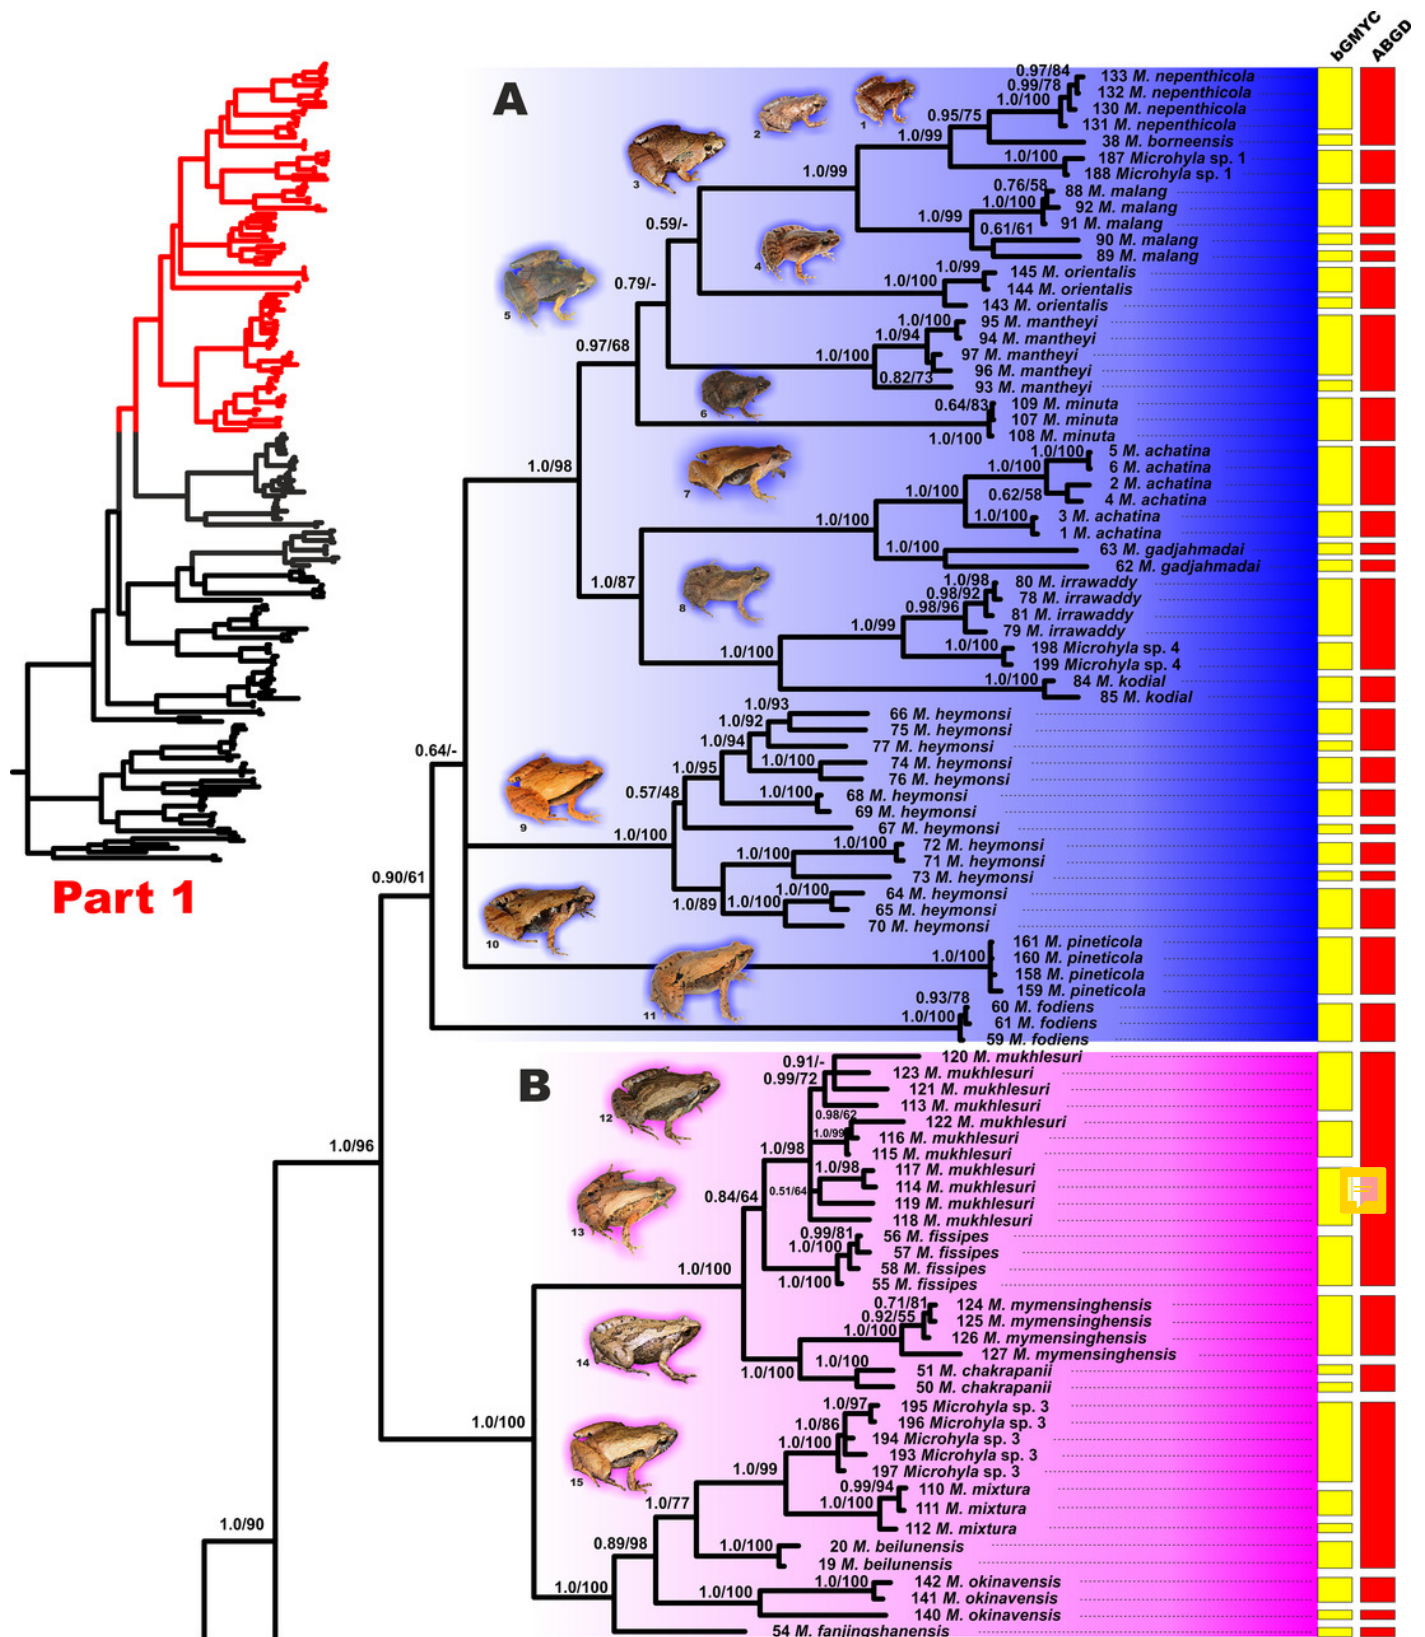 bGMYC
ABGD
Part 1
A
1
2
3
4
5
6
7
8
9
10
11
0.97/84
0.99/78
1.0/100
0.95/75
1.0/99
1.0/100
1.0/99
0.76/58
1.0/100
1.0/99
0.61/61
0.59/-
1.0/99
1.0/100
0.79/-
1.0/100
1.0/94
1.0/100
0.82/73
0.97/68
0.64/83
1.0/100
1.0/98
1.0/100
1.0/100
1.0/100
0.62/58
1.0/100
1.0/100
1.0/100
1.0/87
1.0/98
0.98/92
0.98/96
1.0/99
1.0/100
1.0/100
1.0/100
0.64/-
1.0/93
1.0/92
1.0/94
1.0/100
1.0/95
1.0/100
0.57/48
1.0/100
1.0/100
1.0/100
1.0/100
1.0/89
1.0/100
0.90/61
1.0/100
0.93/78
1.0/100
133 M. nepenthicola
132 M. nepenthicola
130 M. nepenthicola
131 M. nepenthicola
38 M. borneensis
187 Microhyla sp. 1
188 Microhyla sp. 1
88 M. malang
92 M. malang
91 M. malang
90 M. malang
89 M. malang
145 M. orientalis
144 M. orientalis
143 M. orientalis
95 M. mantheyi
94 M. mantheyi
97 M. mantheyi
96 M. mantheyi
93 M. mantheyi
109 M. minuta
107 M. minuta
108 M. minuta
5 M. achatina
6 M. achatina
2 M. achatina
4 M. achatina
3 M. achatina
1 M. achatina
63 M. gadjahmadai
62 M. gadjahmadai
80 M. irrawaddy
78 M. irrawaddy
81 M. irrawaddy
79 M. irrawaddy
198 Microhyla sp. 4
199 Microhyla sp. 4
84 M. kodial
85 M. kodial
66 M. heymonsi
75 M. heymonsi
77 M. heymonsi
74 M. heymonsi
76 M. heymonsi
68 M. heymonsi
69 M. heymonsi
67 M. heymonsi
72 M. heymonsi
71 M. heymonsi
73 M. heymonsi
64 M. heymonsi
65 M. heymonsi
70 M. heymonsi
161 M. pineticola
160 M. pineticola
158 M. pineticola
159 M. pineticola
60 M. fodiens
61 M. fodiens
59 M. fodiens
B
12
13
14
15
0.91/-
0.99/72
0.98/62
1.0/99
1.0/98
1.0/98
0.51/64
0.84/64
0.99/81
1.0/100
1.0/100
1.0/100
0.71/81
0.92/55
1.0/100
1.0/100
1.0/100
1.0/96
1.0/97
1.0/86
1.0/100
1.0/100
1.0/99
0.99/94
1.0/100
1.0/77
1.0/100
0.89/98
1.0/90
1.0/100
1.0/100
1.0/100
120 M. mukhlesuri
123 M. mukhlesuri
121 M. mukhlesuri
113 M. mukhlesuri
122 M. mukhlesuri
116 M. mukhlesuri
115 M. mukhlesuri
117 M. mukhlesuri
114 M. mukhlesuri
119 M. mukhlesuri
118 M. mukhlesuri
56 M. fissipes
57 M. fissipes
58 M. fissipes
55 M. fissipes
124 M. mymensinghensis
125 M. mymensinghensis
126 M. mymensinghensis
127 M. mymensinghensis
51 M. chakrapanii
50 M. chakrapanii
195 Microhyla sp. 3
196 Microhyla sp. 3
194 Microhyla sp. 3
193 Microhyla sp. 3
197 Microhyla sp. 3
110 M. mixtura
111 M. mixtura
112 M. mixtura
20 M. beilunensis
19 M. beilunensis
142 M. okinavensis
141 M. okinavensis
140 M. okinavensis
54 M. fanjingshanensis